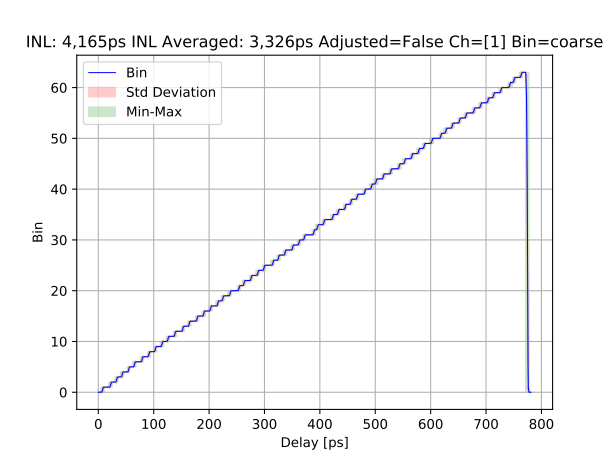 INL: 4,165ps INL Averaged: 3,326ps Adjusted=False Ch=[1] Bin=coarse
Bin
Std Deviation
Min-Max
60
50
40
30
20
10
0
Bin
0 100 200 300 400 500 600 700 800
Delay [ps]